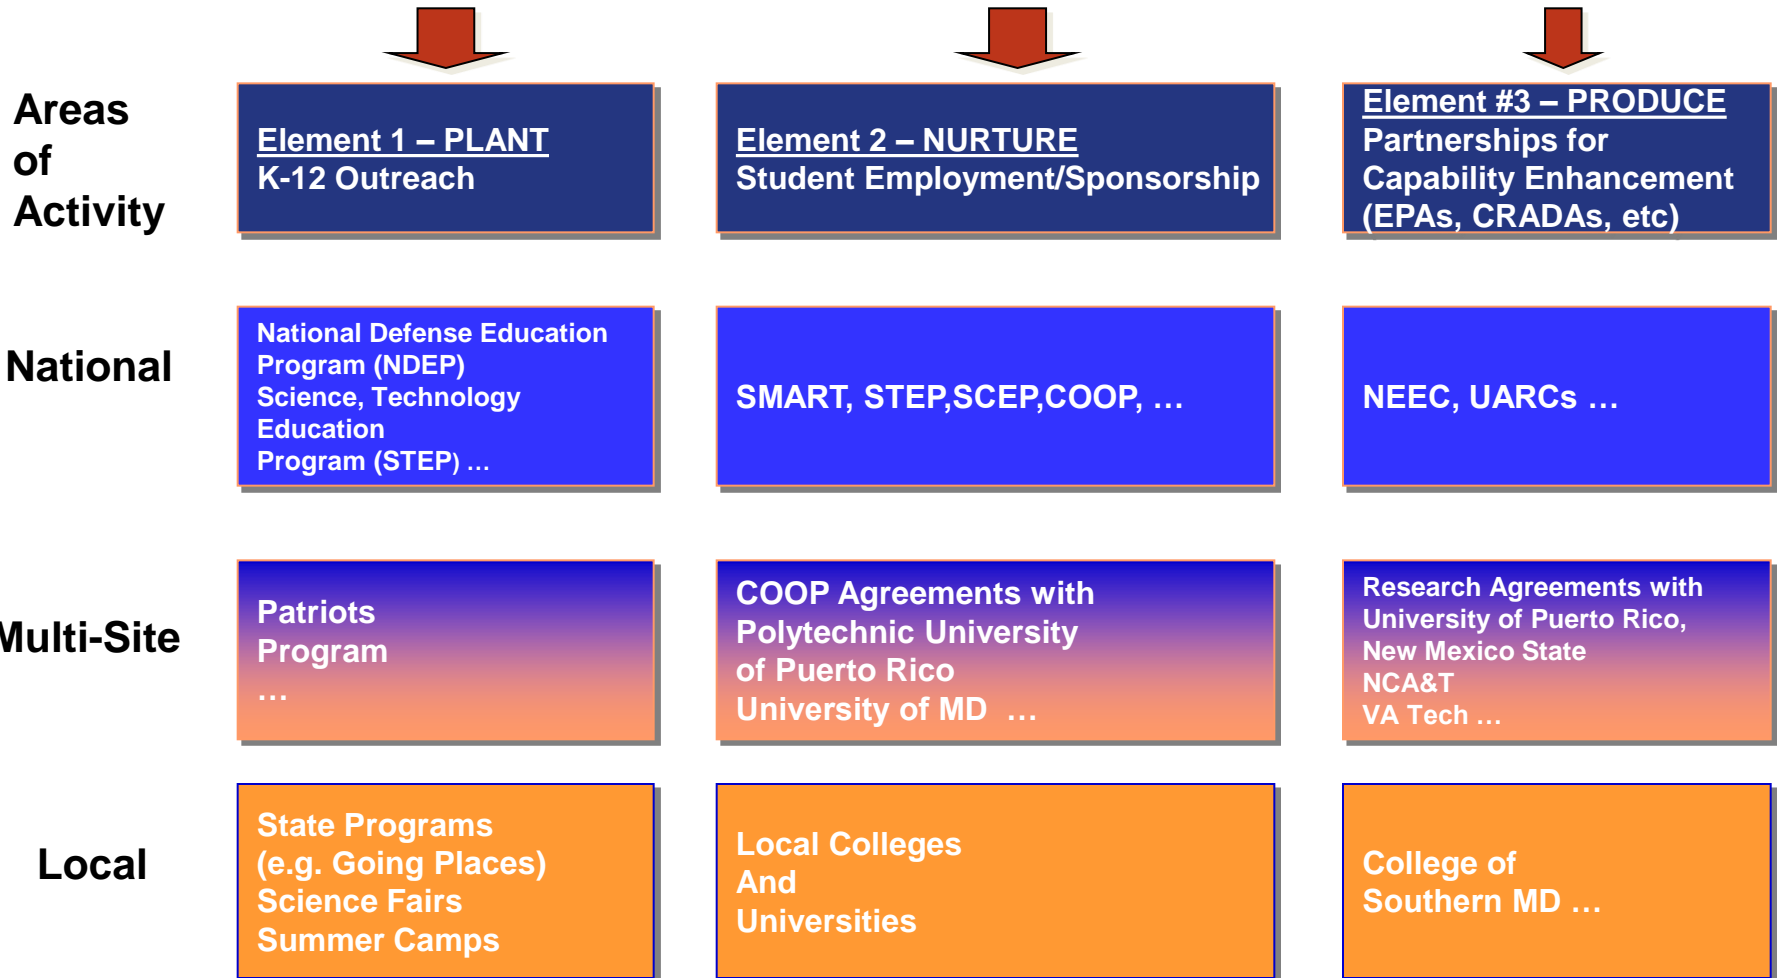 Areas
of
Activity
Element 1 – PLANT
K-12 Outreach
Element 2 – NURTURE
Student Employment/Sponsorship
Element #3 – PRODUCE
Partnerships for
Capability Enhancement
(EPAs, CRADAs, etc)
National
National Defense Education
Program (NDEP)
Science, Technology
Education
Program (STEP) …
SMART, STEP,SCEP,COOP, …
NEEC, UARCs …
Multi-Site
Patriots
Program
…
COOP Agreements with
Polytechnic University
of Puerto Rico
University of MD …
Research Agreements with
University of Puerto Rico,
New Mexico State
NCA&T
VA Tech …
Local
State Programs
(e.g. Going Places)
Science Fairs
Summer Camps
Local Colleges
And
Universities
College of
Southern MD …